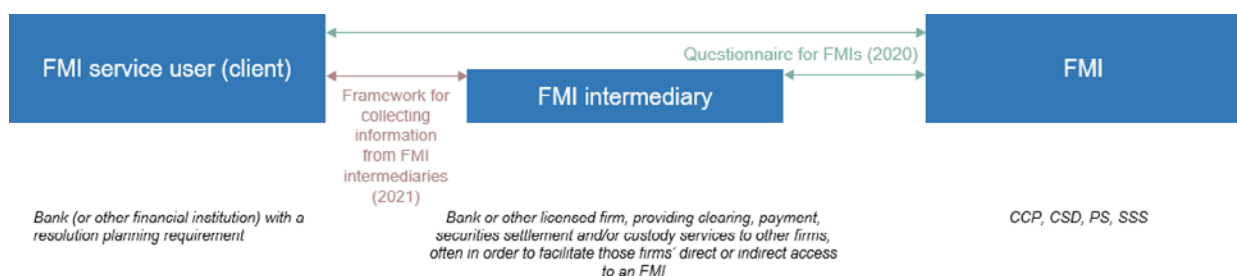 FMI service user (client)
Questionnaire for FMIs (2020)
FMI
Framework for
collecting
information
from FMI
intermediaries
(2021)
FMI intermediary
Bank (or other financial institution) with a
resolution planning requirement
Bank or other licensed firm, providing clearing, payment,
securities settlement and/or custody services to other firms,
often in order to facilitate those firms' direct or indirect access
to an FMI
CCP, CSD, PS, SSS